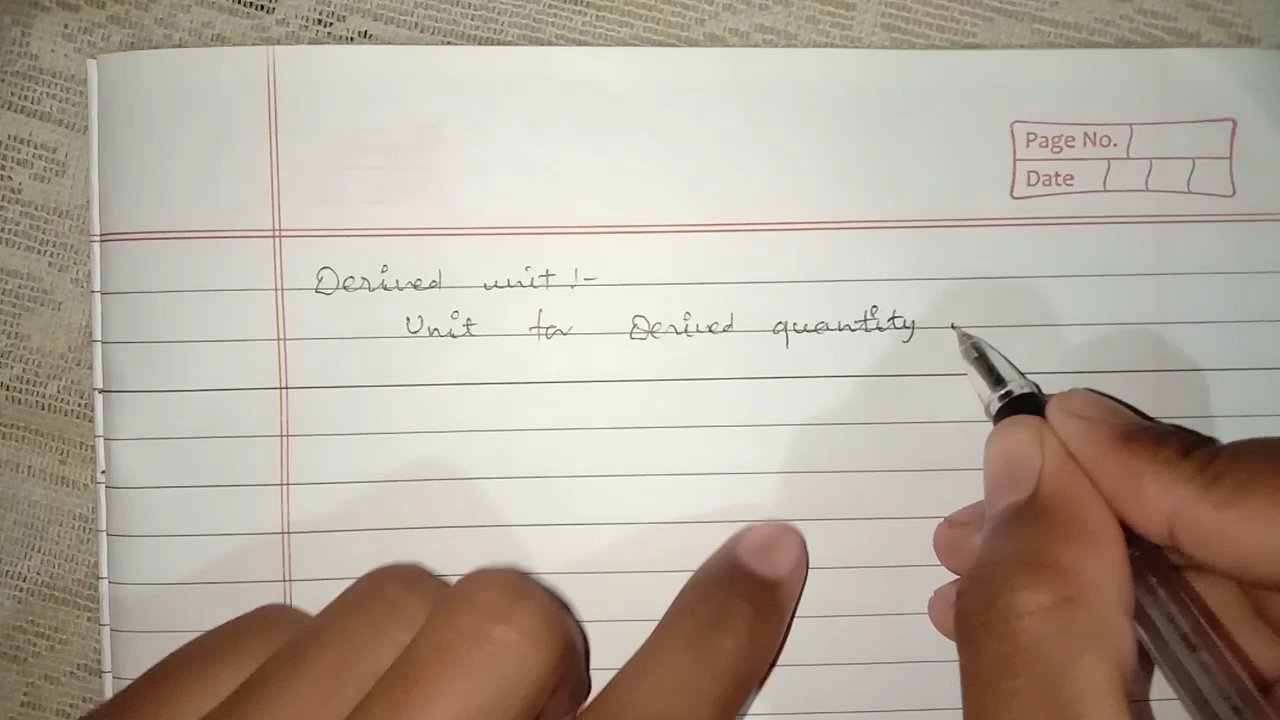 Page No.
Date
Derived unit :-
Unit for Derived quantity